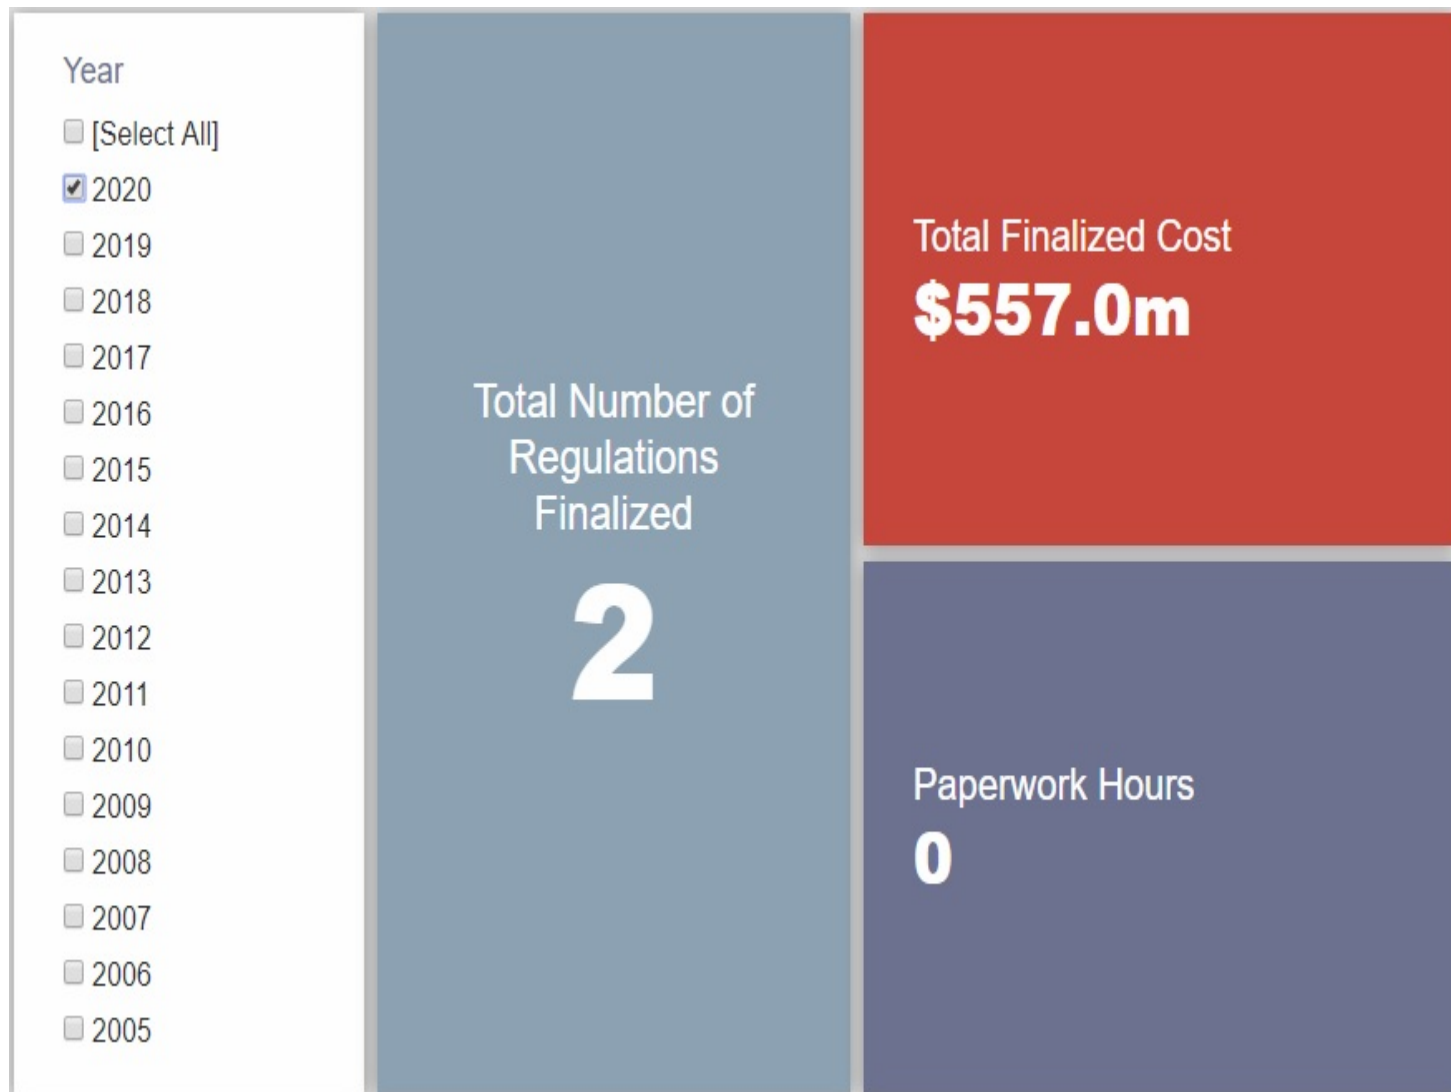 Year
[Select All]
2020
2019
2018
2017
2016
2015
2014
2013
2012
2011
2010
2009
2008
2007
2006
2005
Total Number of
Regulations
Finalized
2
Total Finalized Cost
$557.0m
Paperwork Hours
0